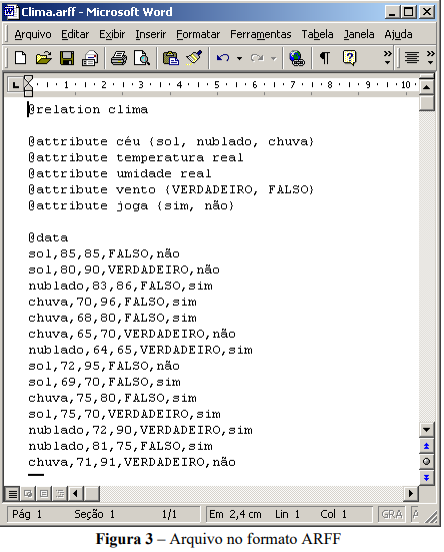 Clima.arff - Microsoft Word
Arquivo Editar Exibir Inserir Formatar Ferramentas Tabela Janela Ajuda
1 2 3 4 5 6 7 8 9 10
@relation clima
@attribute céu {sol, nublado, chuva}
@attribute temperatura real
@attribute umidade real
@attribute vento {VERDADEIRO, FALSO}
@attribute joga {sim, não}
@data
sol,85,85,FALSO,não
sol,80,90,VERDADEIRO,não
nublado,83,86,FALSO,sim
chuva,70,96,FALSO,sim
chuva,68,80,FALSO,sim
chuva,65,70,VERDADEIRO,não
nublado,64,65,VERDADEIRO,sim
sol,72,95,FALSO,não
sol,69,70,FALSO,sim
chuva,75,80,FALSO,sim
sol,75,70,VERDADEIRO,sim
nublado,72,90,VERDADEIRO,sim
nublado,81,75,FALSO,sim
chuva,71,91,VERDADEIRO,não
Pág 1 Seção 1 1/1 Em 2,4 cm Lin 1 Col 1 GRA
Figura 3 – Arquivo no formato ARFF